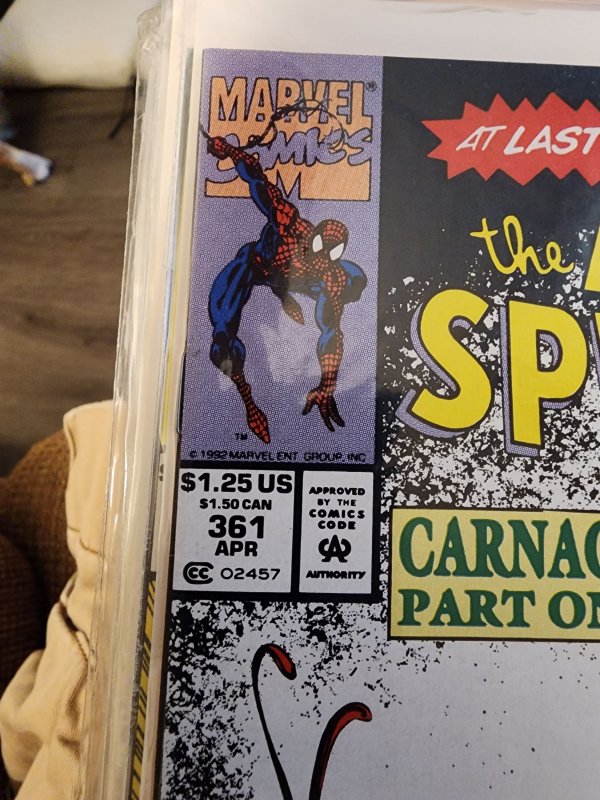 MARVEL®
COMICS
M
TM
© 1992 MARVEL ENT. GROUP, INC
$1.25 US
$1.50 CAN
361
APR
CC 02457
APPROVED
BY THE
COMICS
CODE
CA
AUTHORITY
AT LAST
the
SP
CARNAG
PART ON